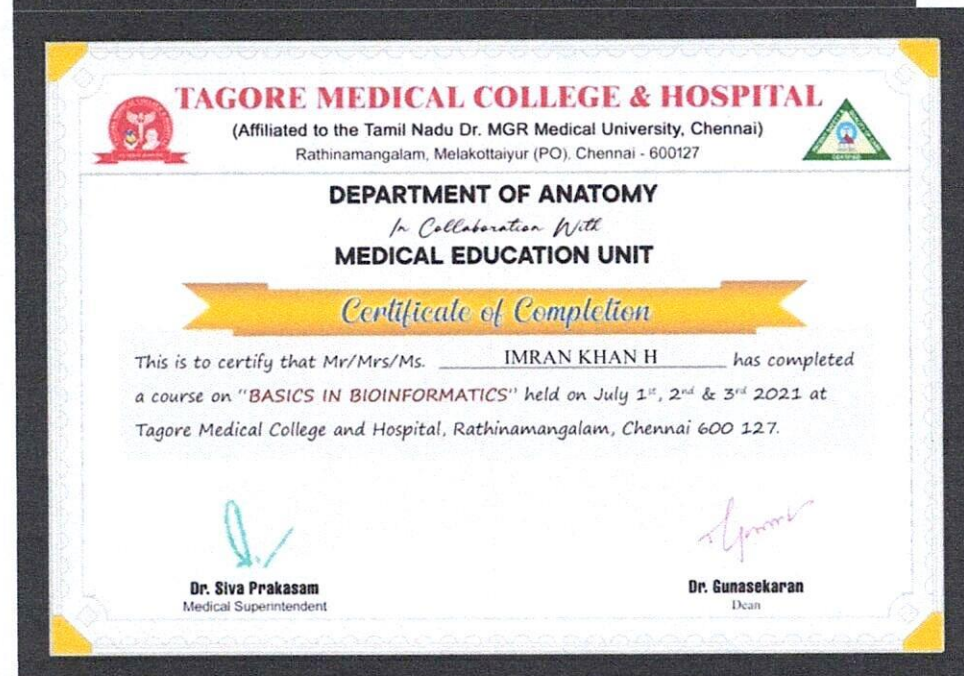 TAGORE MEDICAL COLLEGE & HOSPITAL
(Affiliated to the Tamil Nadu Dr. MGR Medical University, Chennai)
Rathinamangalam, Melakottaiyur (PO). Chennai - 600127
DEPARTMENT OF ANATOMY
In Collaboration With
MEDICAL EDUCATION UNIT
Certificate of Completion
This is to certify that Mr/Mrs/Ms. IMRAN KHAN H has completed
a course on "BASICS IN BIOINFORMATICS" held on July 1st, 2nd & 3rd 2021 at
Tagore Medical College and Hospital, Rathinamangalam, Chennai 600 127.
Dr. Siva Prakasam
Medical Superintendent
Dr. Gunasekaran
Dean
CERTIFIED